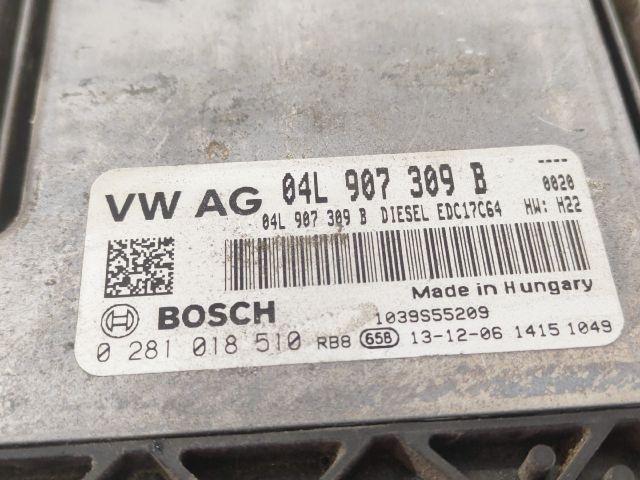 VW AG 04L 907 309 B ----
04L 907 309 B DIESEL EDC17C64 0020
HW: H22
Made in Hungary
BOSCH 1039S55209
0 281 018 510 RB8 658 13-12-06 1415 1049